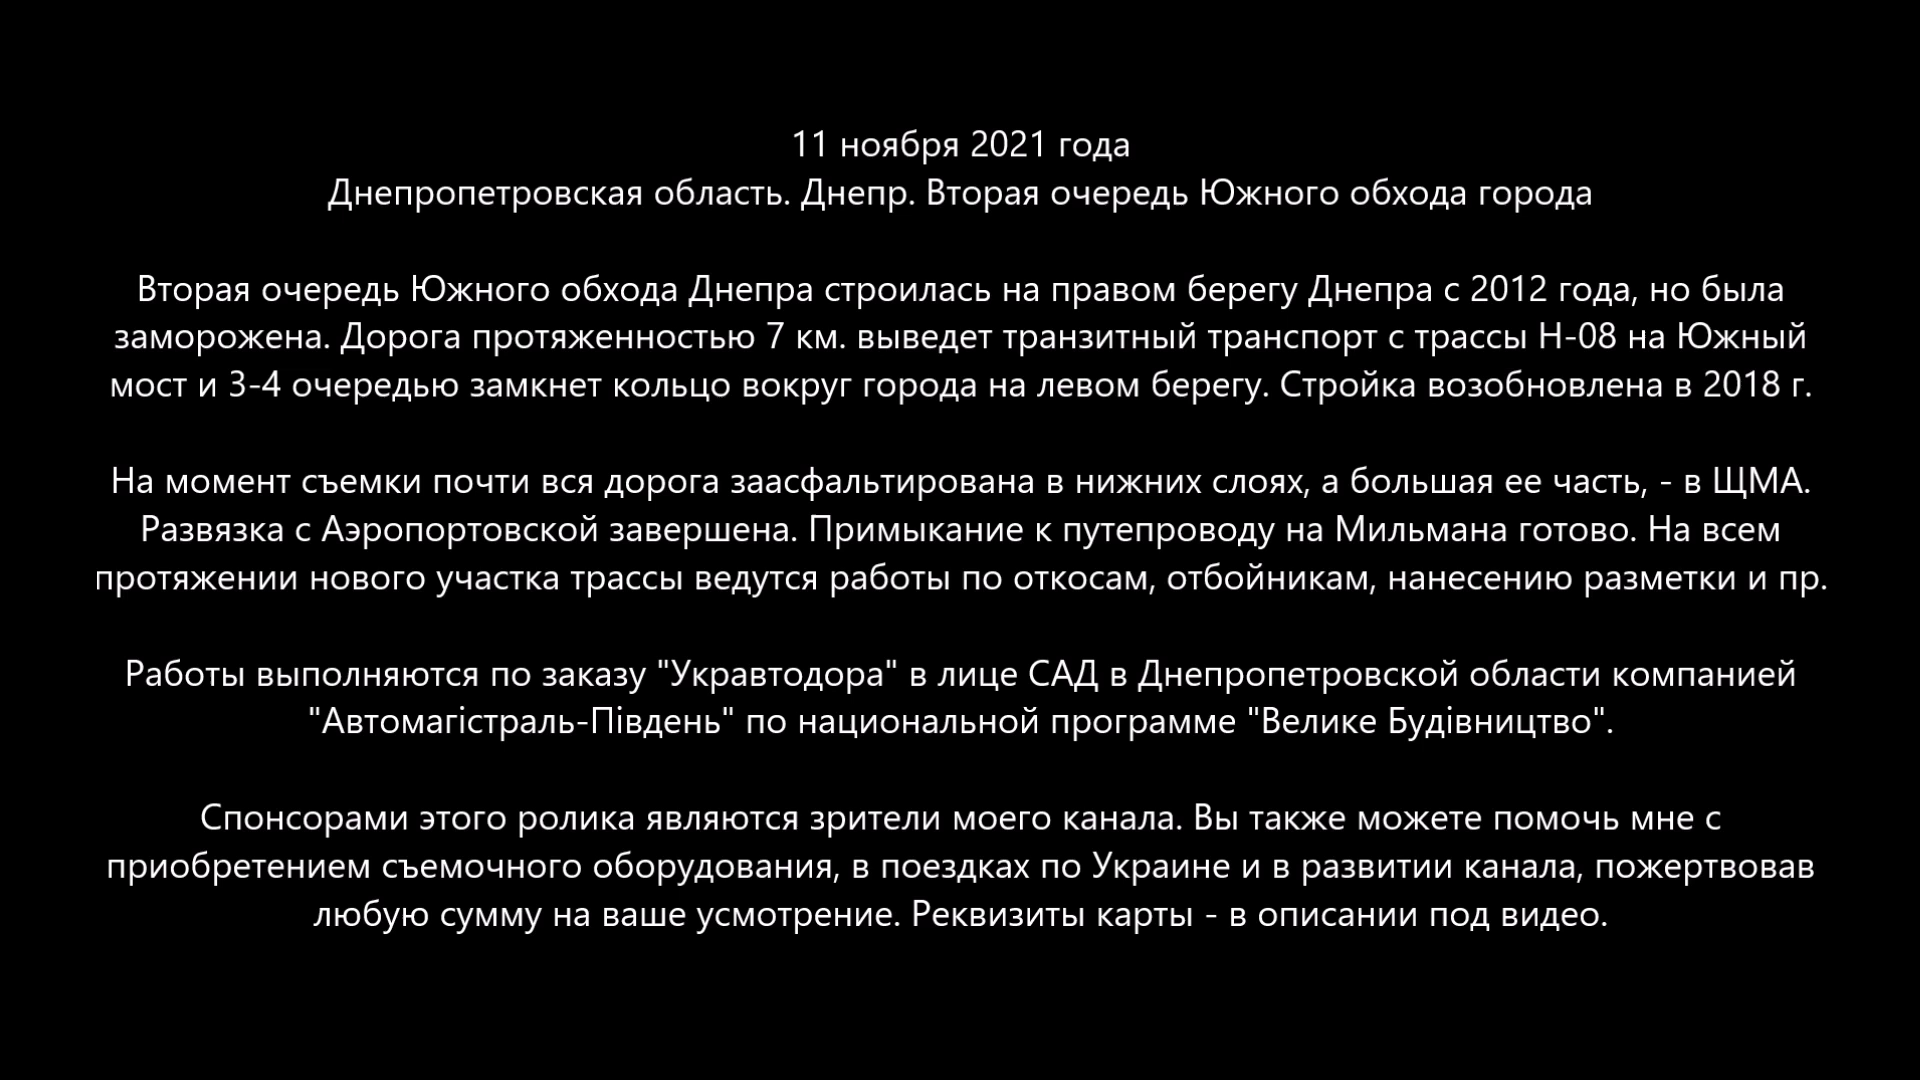 11 ноября 2021 года
Днепропетровская область. Днепр. Вторая очередь Южного обхода города
Вторая очередь Южного обхода Днепра строилась на правом берегу Днепра с 2012 года, но была
заморожена. Дорога протяженностью 7 км. выведет транзитный транспорт с трассы Н-08 на Южный
мост и 3-4 очередью замкнет кольцо вокруг города на левом берегу. Стройка возобновлена в 2018 г.
На момент съемки почти вся дорога заасфальтирована в нижних слоях, а большая ее часть, - в ЩМА.
Развязка с Аэропортовской завершена. Примыкание к путепроводу на Мильмана готово. На всем
протяжении нового участка трассы ведутся работы по откосам, отбойникам, нанесению разметки и пр.
Работы выполняются по заказу "Укравтодора" в лице САД в Днепропетровской области компанией
"Автомагістраль-Південь" по национальной программе "Велике Будівництво".
Спонсорами этого ролика являются зрители моего канала. Вы также можете помочь мне с
приобретением съемочного оборудования, в поездках по Украине и в развитии канала, пожертвовав
любую сумму на ваше усмотрение. Реквизиты карты - в описании под видео.